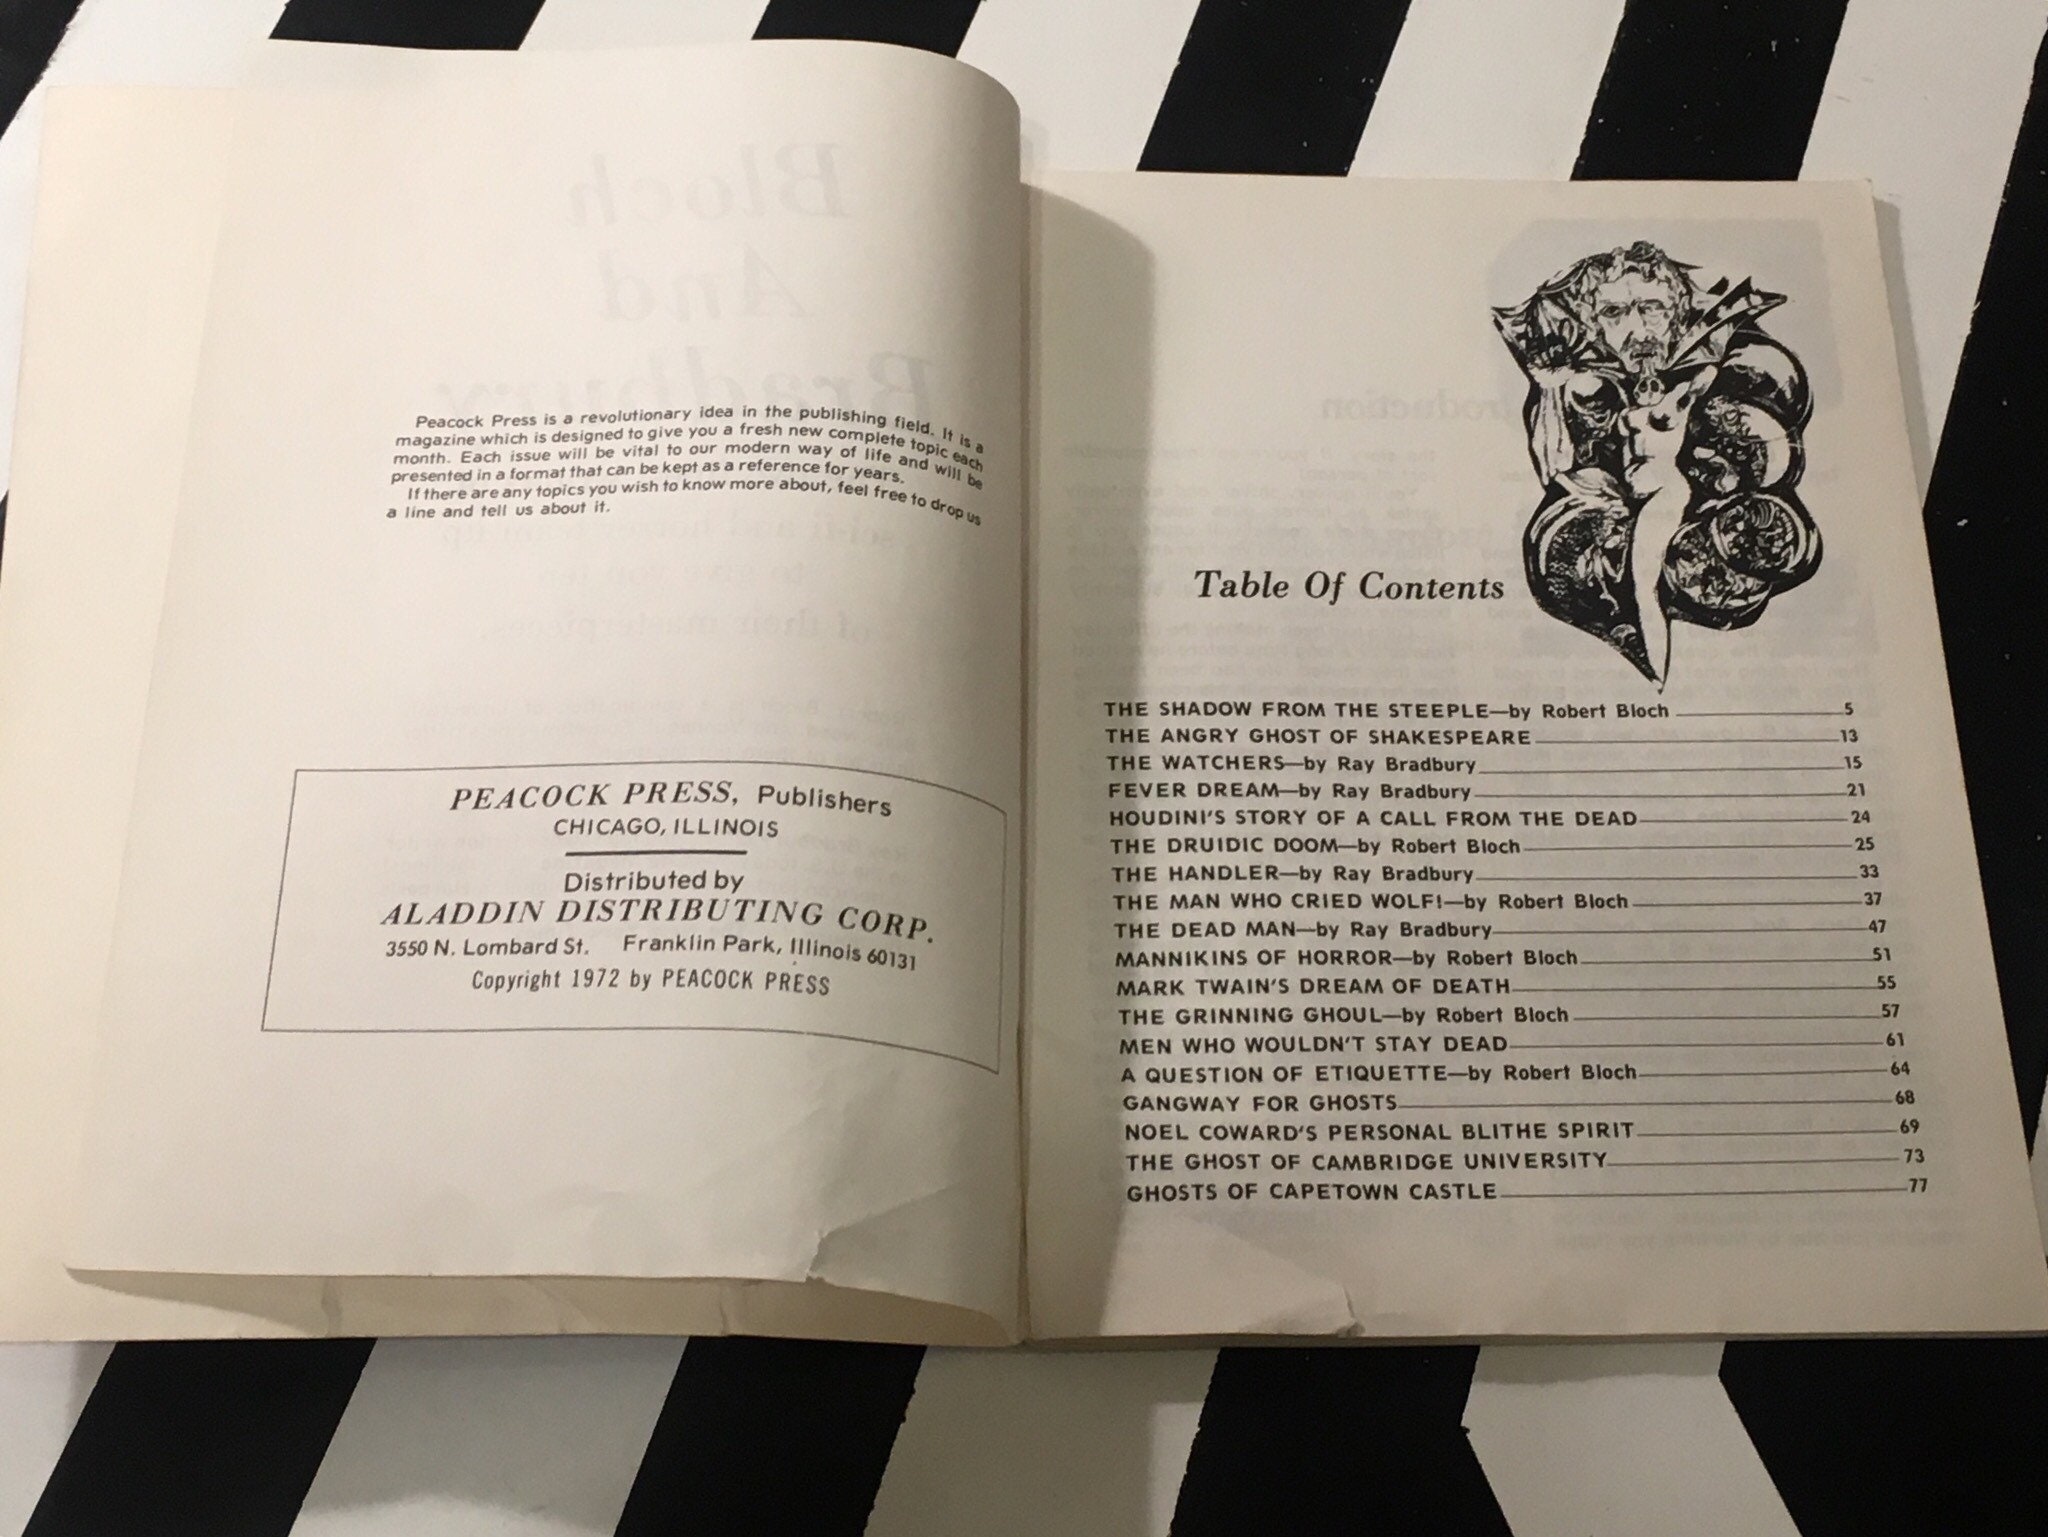 Peacock Press is a revolutionary idea in the publishing field. It is a
magazine which is designed to give you a fresh new complete topic each
month. Each issue will be vital to our modern way of life and will be
presented in a format that can be kept as a reference for years.
If there are any topics you wish to know more about, feel free to drop us
a line and tell us about it.
PEACOCK PRESS, Publishers
CHICAGO, ILLINOIS
Distributed by
ALADDIN DISTRIBUTING CORP.
3550 N. Lombard St. Franklin Park, Illinois 60131
Copyright 1972 by PEACOCK PRESS
Table Of Contents
THE SHADOW FROM THE STEEPLE—by Robert Bloch 5
THE ANGRY GHOST OF SHAKESPEARE 13
THE WATCHERS—by Ray Bradbury 15
FEVER DREAM—by Ray Bradbury 21
HOUDINI'S STORY OF A CALL FROM THE DEAD 24
THE DRUIDIC DOOM—by Robert Bloch 25
THE HANDLER—by Ray Bradbury 33
THE MAN WHO CRIED WOLF!—by Robert Bloch 37
THE DEAD MAN—by Ray Bradbury 47
MANNIKINS OF HORROR—by Robert Bloch 51
MARK TWAIN'S DREAM OF DEATH 55
THE GRINNING GHOUL—by Robert Bloch 57
MEN WHO WOULDN'T STAY DEAD 61
A QUESTION OF ETIQUETTE—by Robert Bloch 64
GANGWAY FOR GHOSTS 68
NOEL COWARD'S PERSONAL BLITHE SPIRIT 69
THE GHOST OF CAMBRIDGE UNIVERSITY 73
GHOSTS OF CAPETOWN CASTLE 77